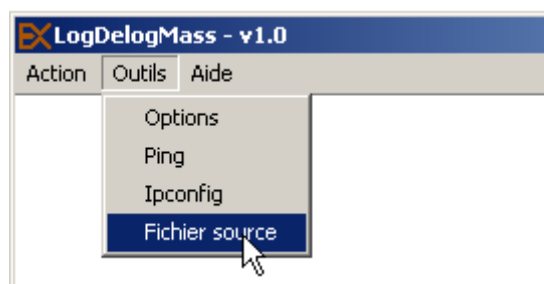 LogDelogMass - v1.0
Action Outils Aide
Options
Ping
Ipconfig
Fichier source